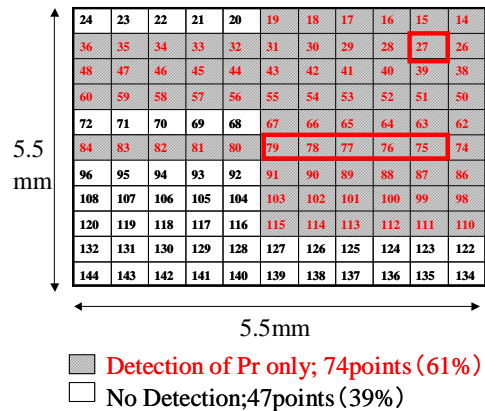 24 23 22 21 20 19 18 17 16 15 14
36 35 34 33 32 31 30 29 28 27 26
48 47 46 45 44 43 42 41 40 39 38
60 59 58 57 56 55 54 53 52 51 50
72 71 70 69 68 67 66 65 64 63 62
84 83 82 81 80 79 78 77 76 75 74
96 95 94 93 92 91 90 89 88 87 86
108 107 106 105 104 103 102 101 100 99 98
120 119 118 117 116 115 114 113 112 111 110
132 131 130 129 128 127 126 125 124 123 122
144 143 142 141 140 139 138 137 136 135 134
5.5
mm
5.5mm
Detection of Pr only; 74points（61%）
No Detection;47points（39%）